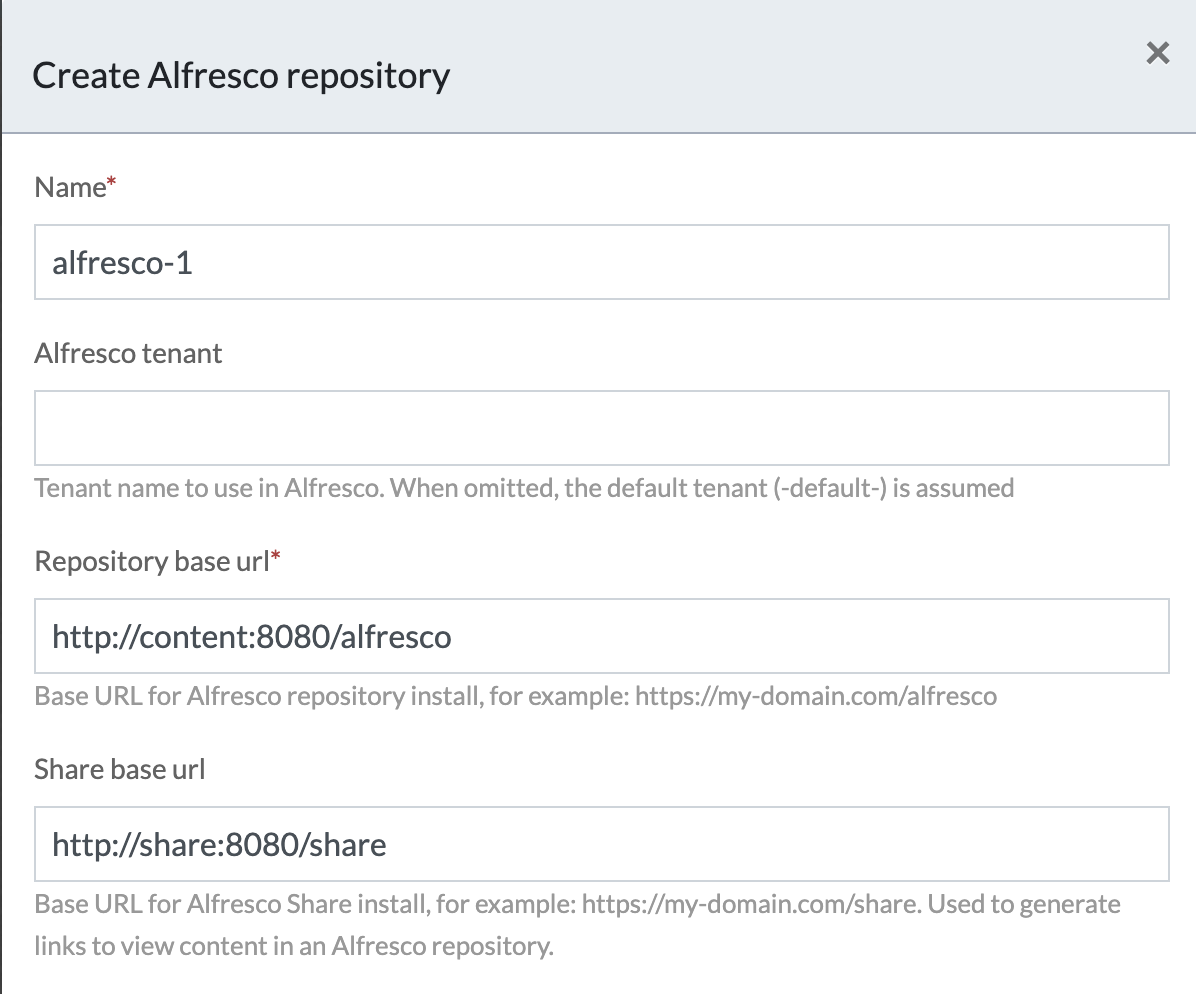 Create Alfresco repository
×
Name*
alfresco-1
Alfresco tenant
Tenant name to use in Alfresco. When omitted, the default tenant (-default-) is assumed
Repository base url*
http://content:8080/alfresco
Base URL for Alfresco repository install, for example: https://my-domain.com/alfresco
Share base url
http://share:8080/share
Base URL for Alfresco Share install, for example: https://my-domain.com/share. Used to generate
links to view content in an Alfresco repository.